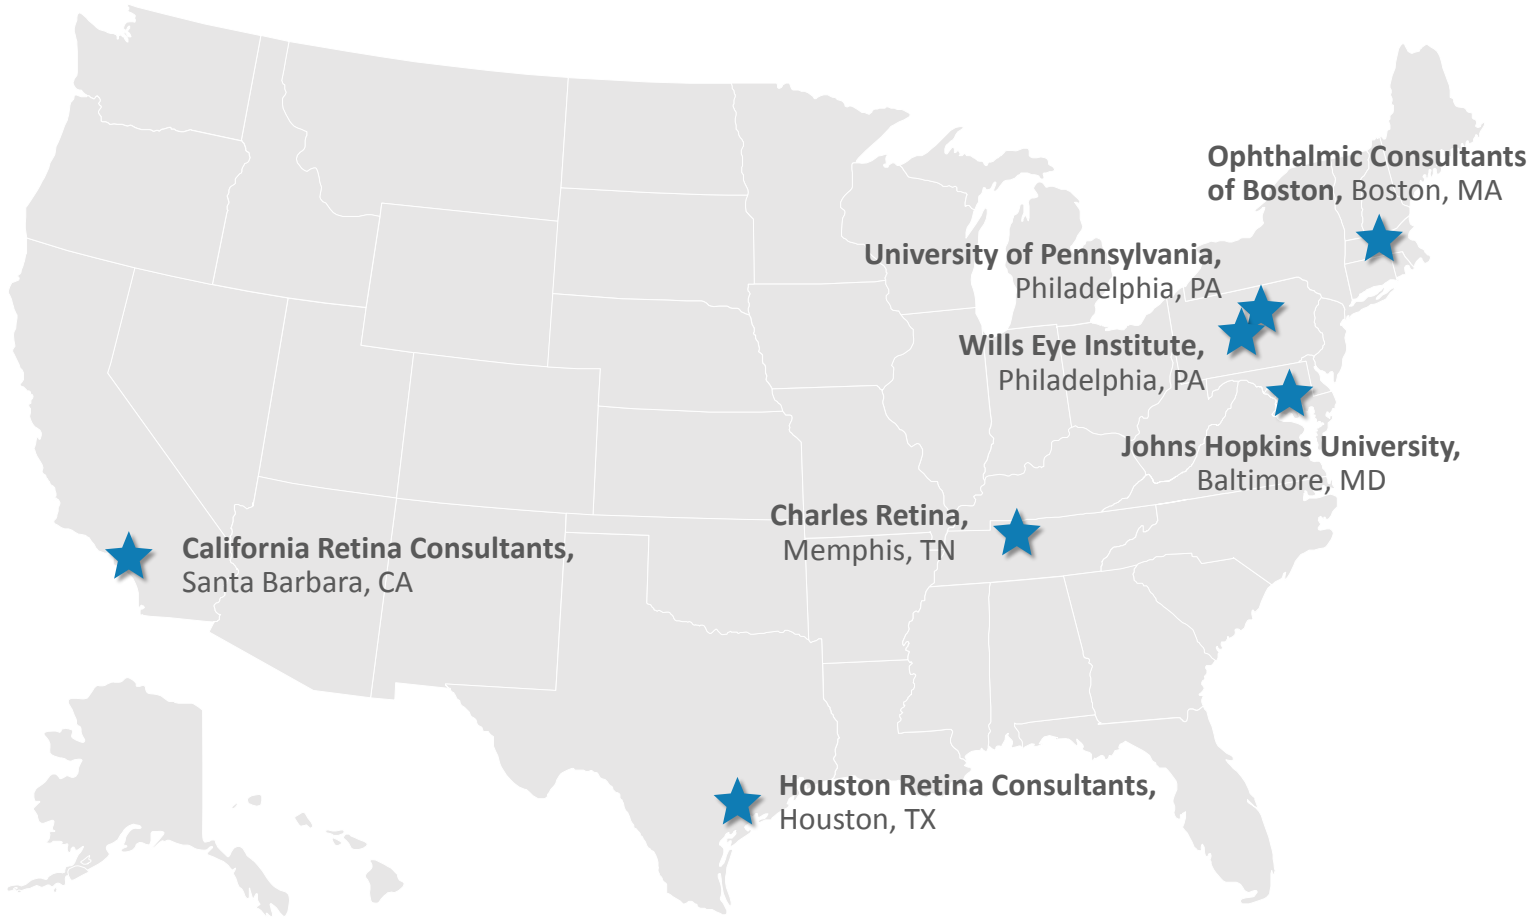 Ophthalmic Consultants
of Boston, Boston, MA
University of Pennsylvania,
Philadelphia, PA
Wills Eye Institute,
Philadelphia, PA
Johns Hopkins University,
Baltimore, MD
Charles Retina,
Memphis, TN
California Retina Consultants,
Santa Barbara, CA
Houston Retina Consultants,
Houston, TX